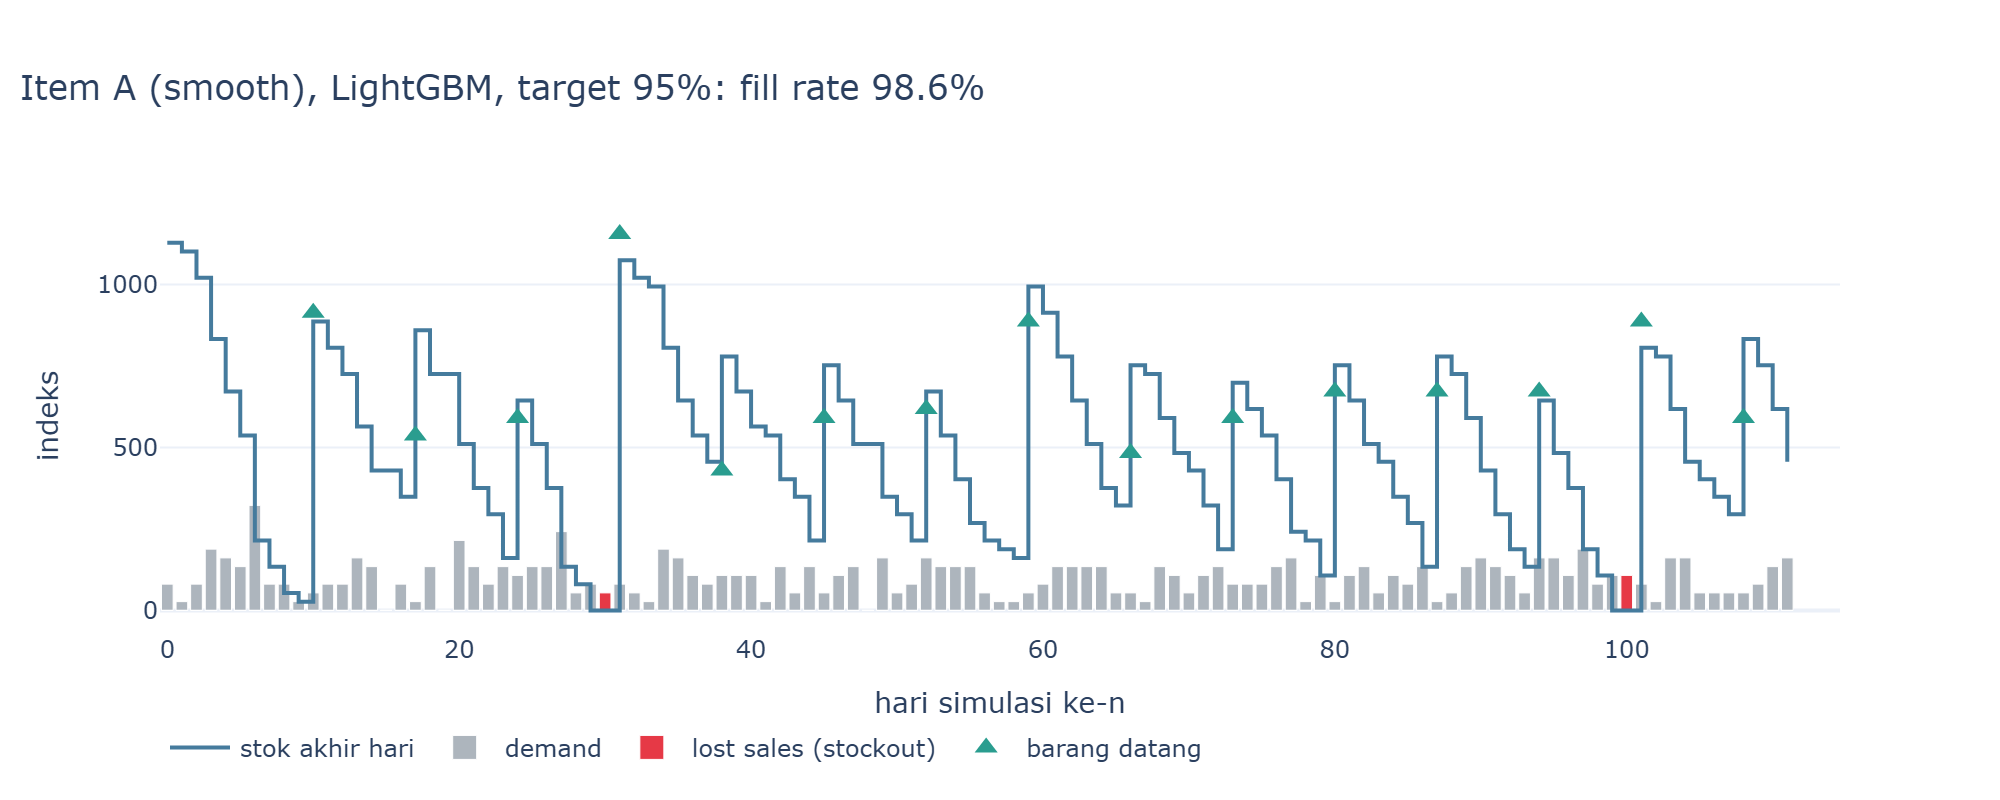 Item A (smooth), LightGBM, target 95%: fill rate 98.6%
indeks
1000
500
0
0 20 40 60 80 100
hari simulasi ke-n
stok akhir hari demand lost sales (stockout) barang datang